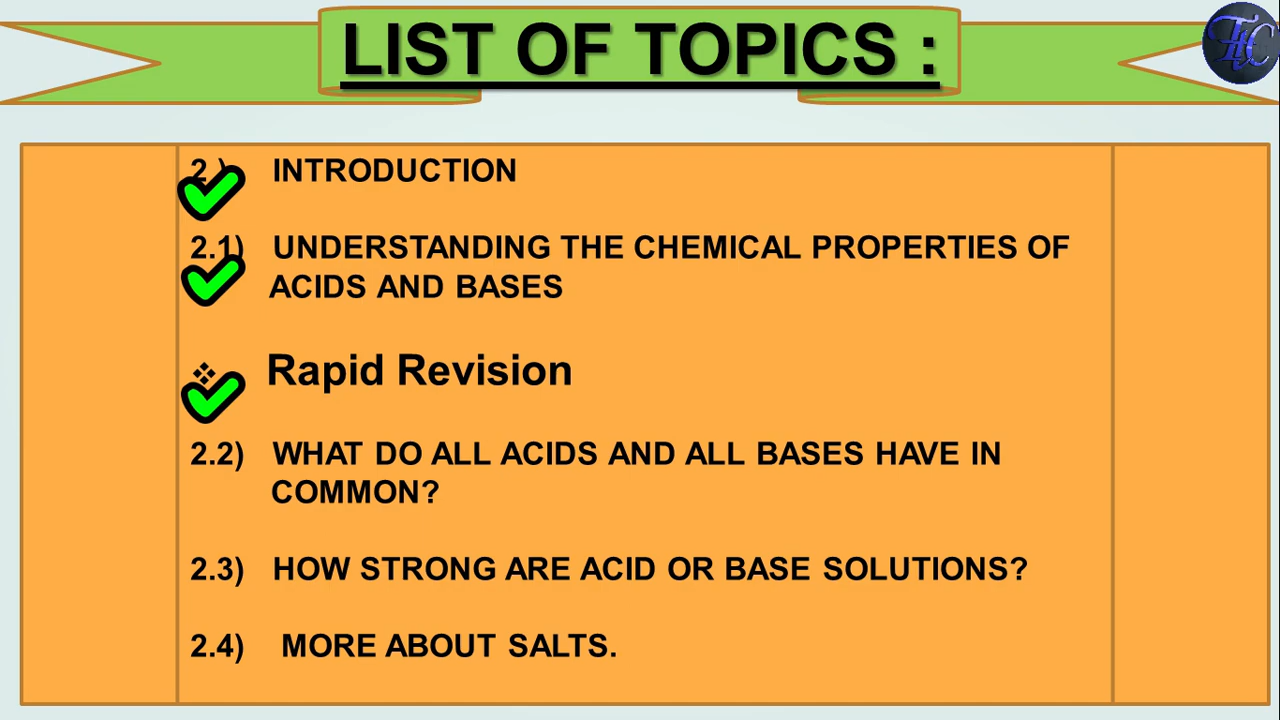 LIST OF TOPICS :
2.) INTRODUCTION
2.1) UNDERSTANDING THE CHEMICAL PROPERTIES OF
ACIDS AND BASES
❖ Rapid Revision
2.2) WHAT DO ALL ACIDS AND ALL BASES HAVE IN
COMMON?
2.3) HOW STRONG ARE ACID OR BASE SOLUTIONS?
2.4) MORE ABOUT SALTS.